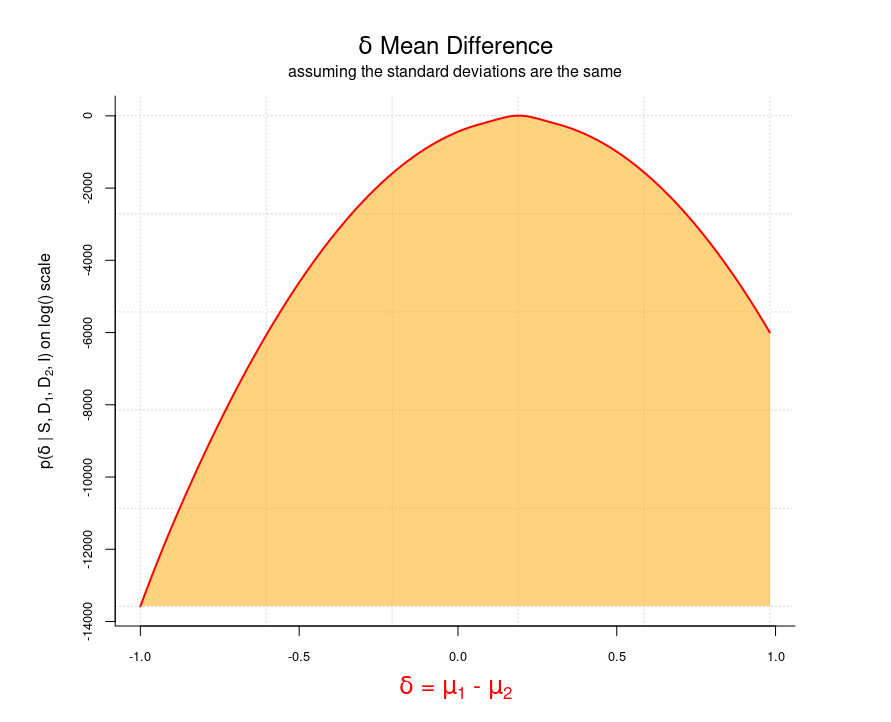 δ Mean Difference
assuming the standard deviations are the same
p(δ | S, D₁, D₂, I) on log() scale
0
-2000
-4000
-6000
-8000
-10000
-12000
-14000
-1.0 -0.5 0.0 0.5 1.0
δ = μ₁ - μ₂